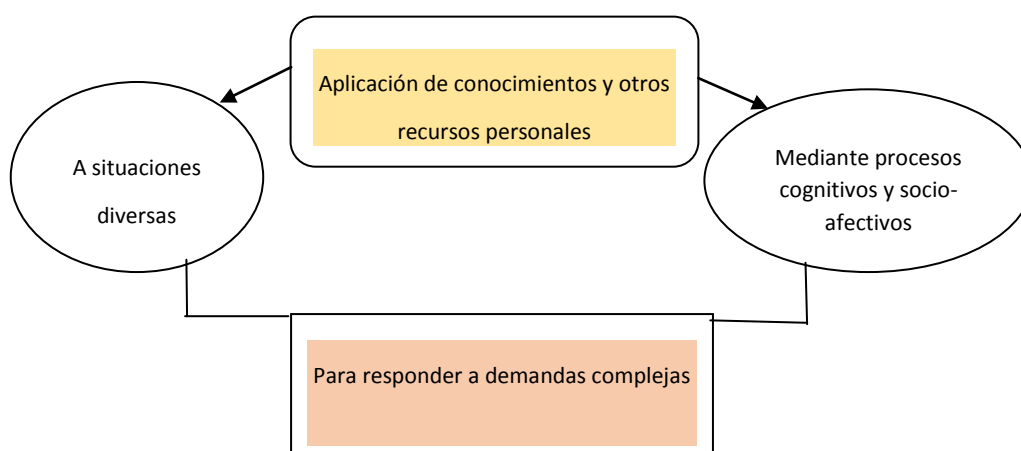 Aplicación de conocimientos y otros
recursos personales
A situaciones
diversas
Mediante procesos
cognitivos y socio-
afectivos
Para responder a demandas complejas